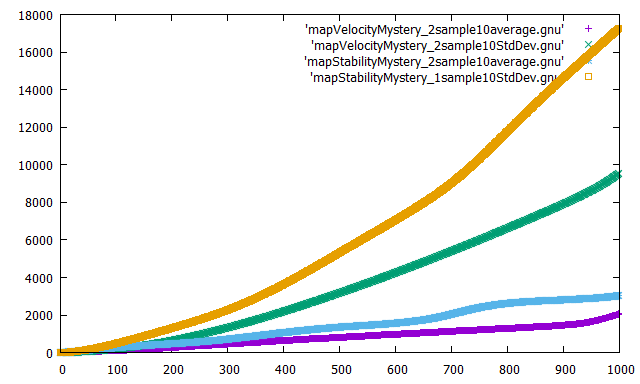 18000
16000
14000
12000
10000
8000
6000
4000
2000
0
'mapVelocityMystery_2sample10average.gnu'
'mapVelocityMystery_2sample10StdDev.gnu'
'mapStabilityMystery_2sample10average.gnu'
'mapStabilityMystery_1sample10StdDev.gnu'
0 100 200 300 400 500 600 700 800 900 1000